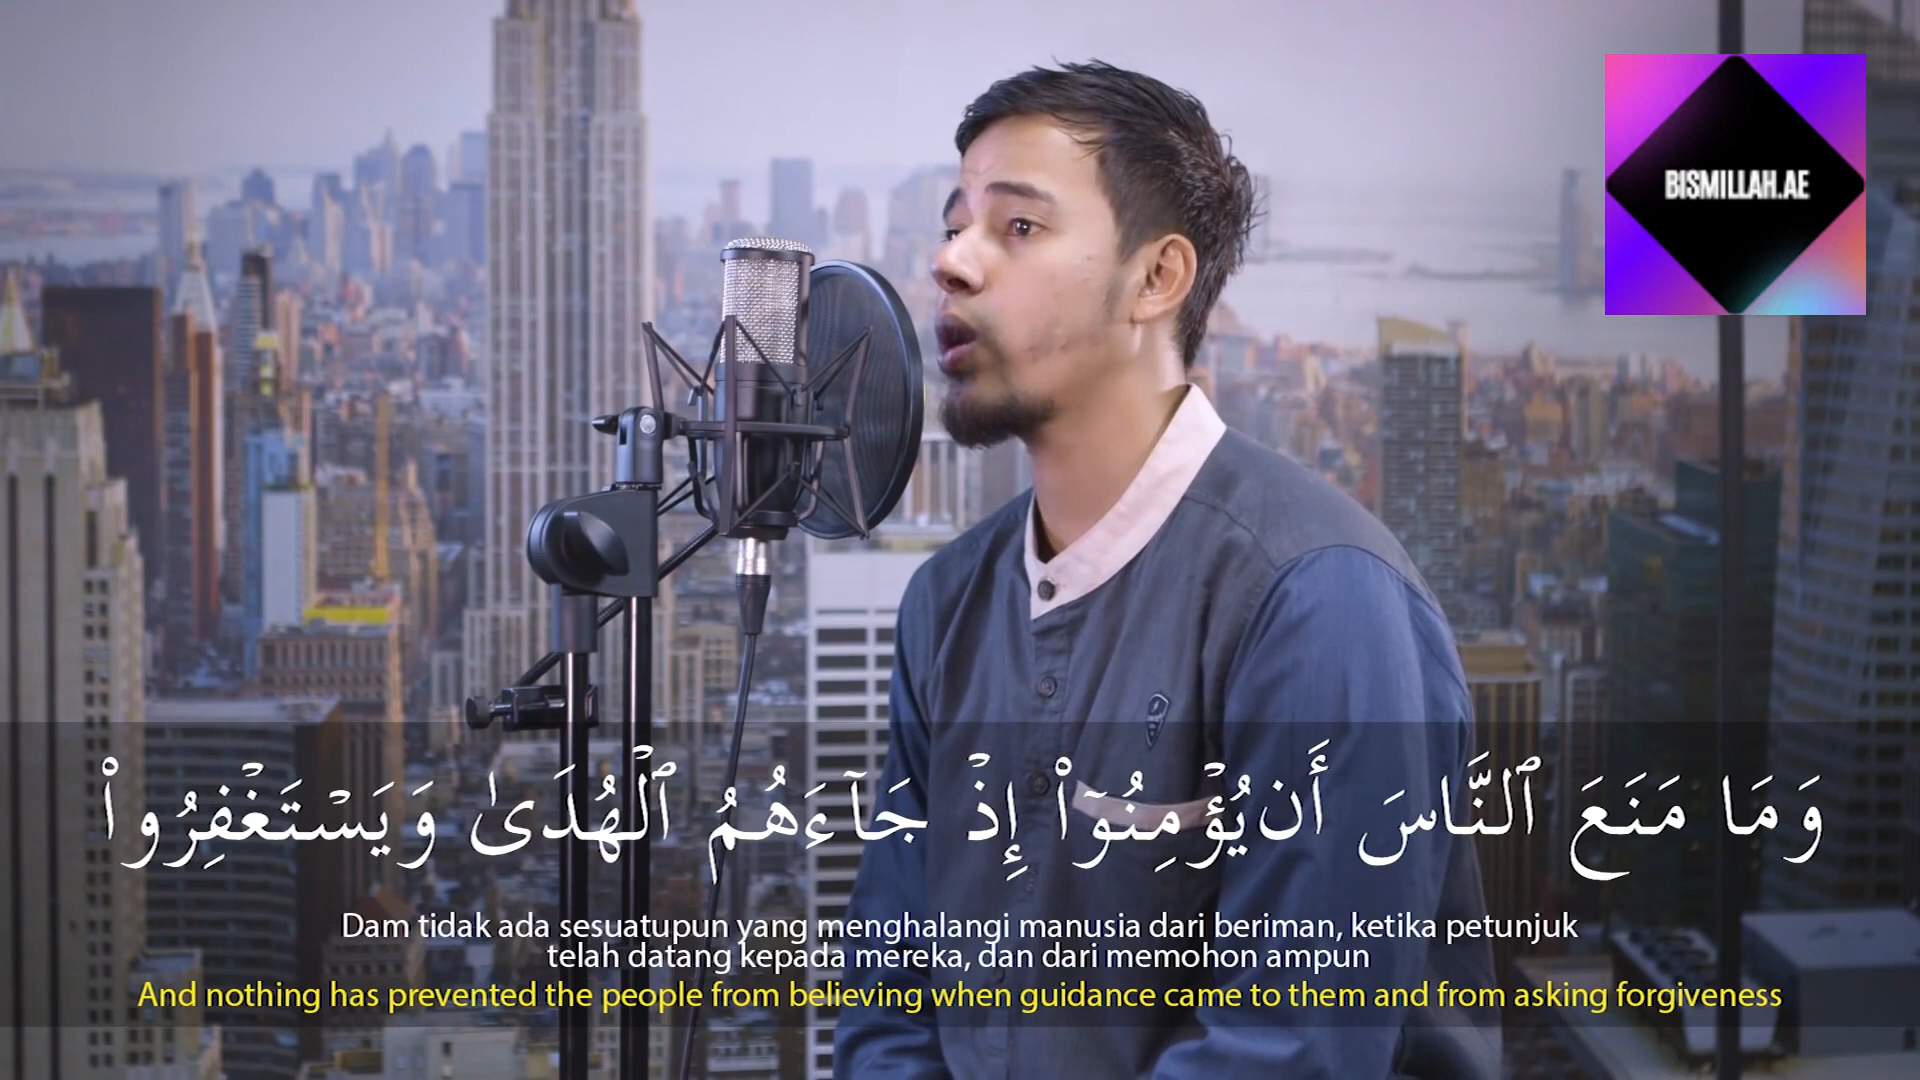 BISMILLAH.AE
وَمَا مَنَعَ ٱلنَّاسَ أَن يُؤْمِنُوٓا۟ إِذْ جَآءَهُمُ ٱلْهُدَىٰ وَيَسْتَغْفِرُوا۟
Dam tidak ada sesuatupun yang menghalangi manusia dari beriman, ketika petunjuk
telah datang kepada mereka, dan dari memohon ampun
And nothing has prevented the people from believing when guidance came to them and from asking forgiveness